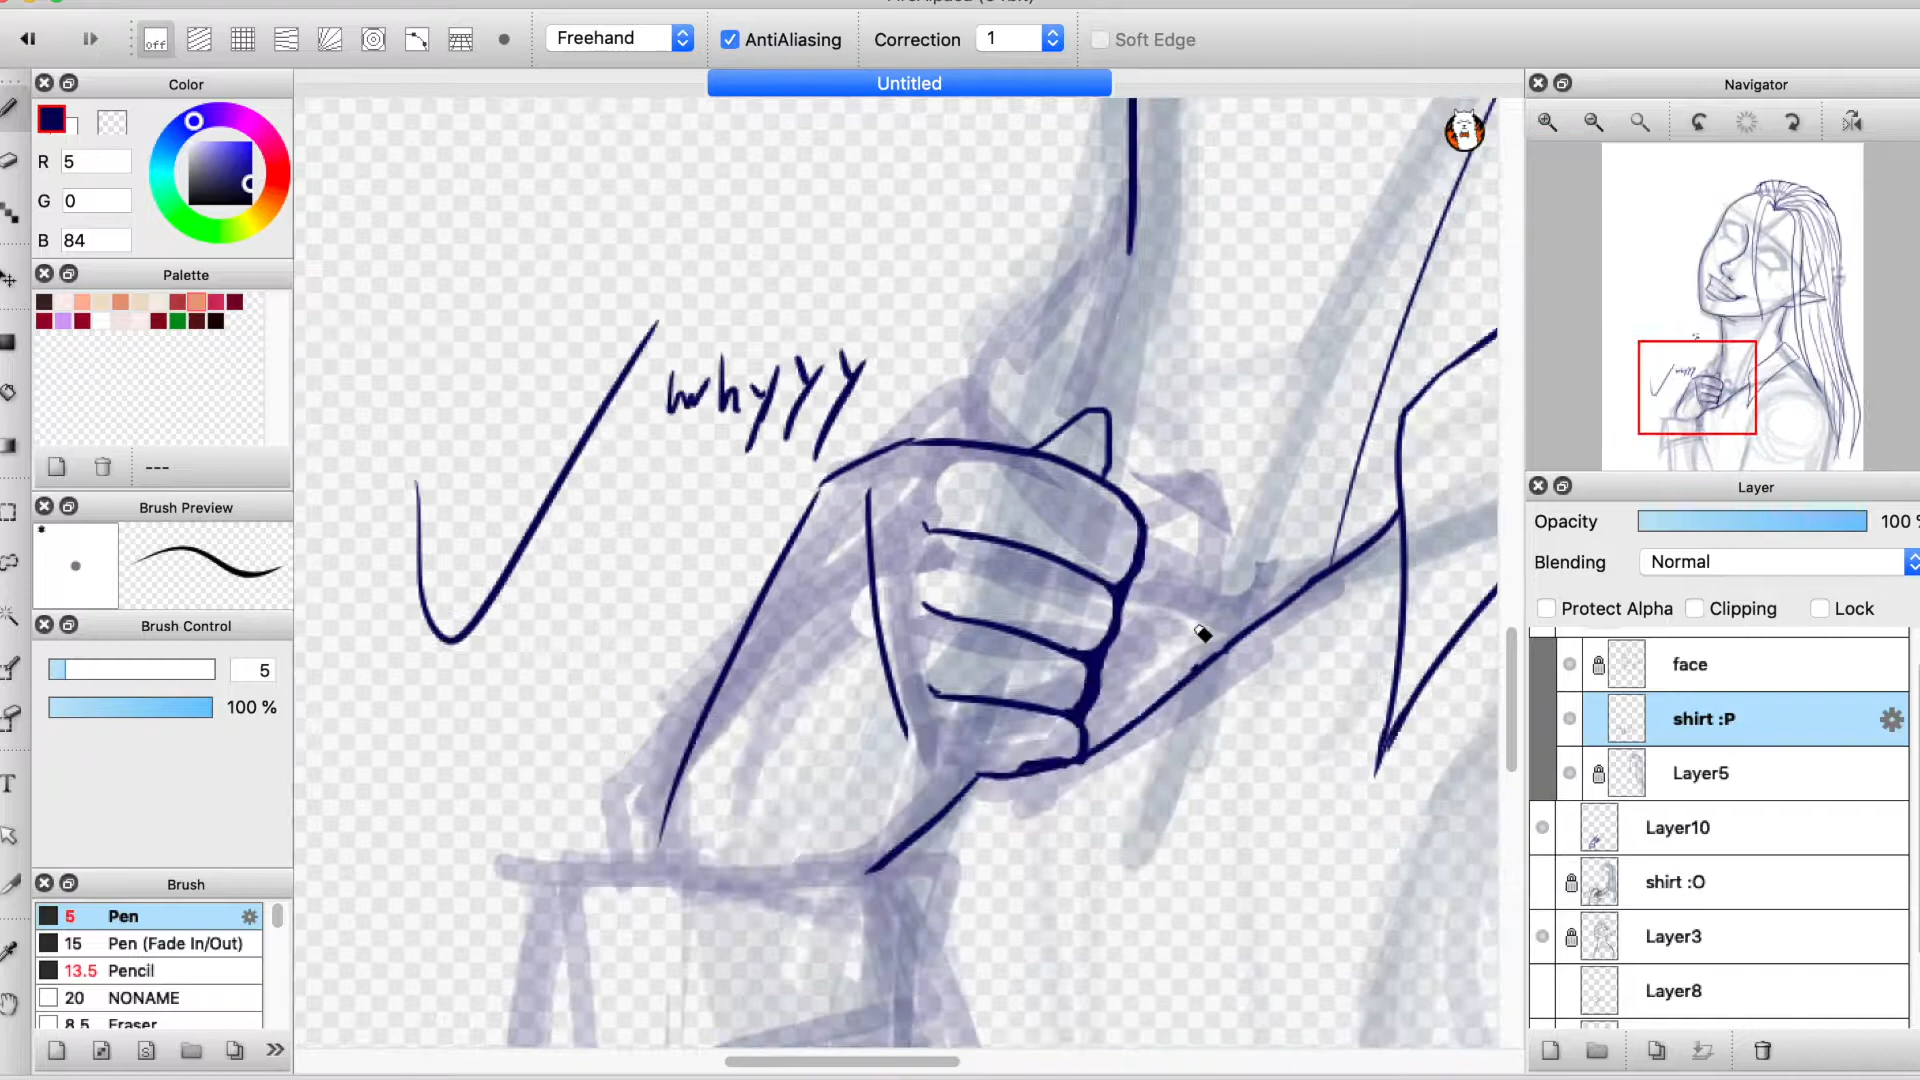 Off
Freehand
AntiAliasing
Correction
1
Soft Edge
Color
Untitled
Navigator
R
5
G
0
B
84
Palette
---
Brush Preview
Brush Control
5
100 %
whyyy
Brush
5 Pen
15 Pen (Fade In/Out)
13.5 Pencil
20 NONAME
8.5 Eraser
Layer
Opacity
100 %
Blending
Normal
Protect Alpha
Clipping
Lock
face
shirt :P
Layer5
Layer10
shirt :O
Layer3
Layer8